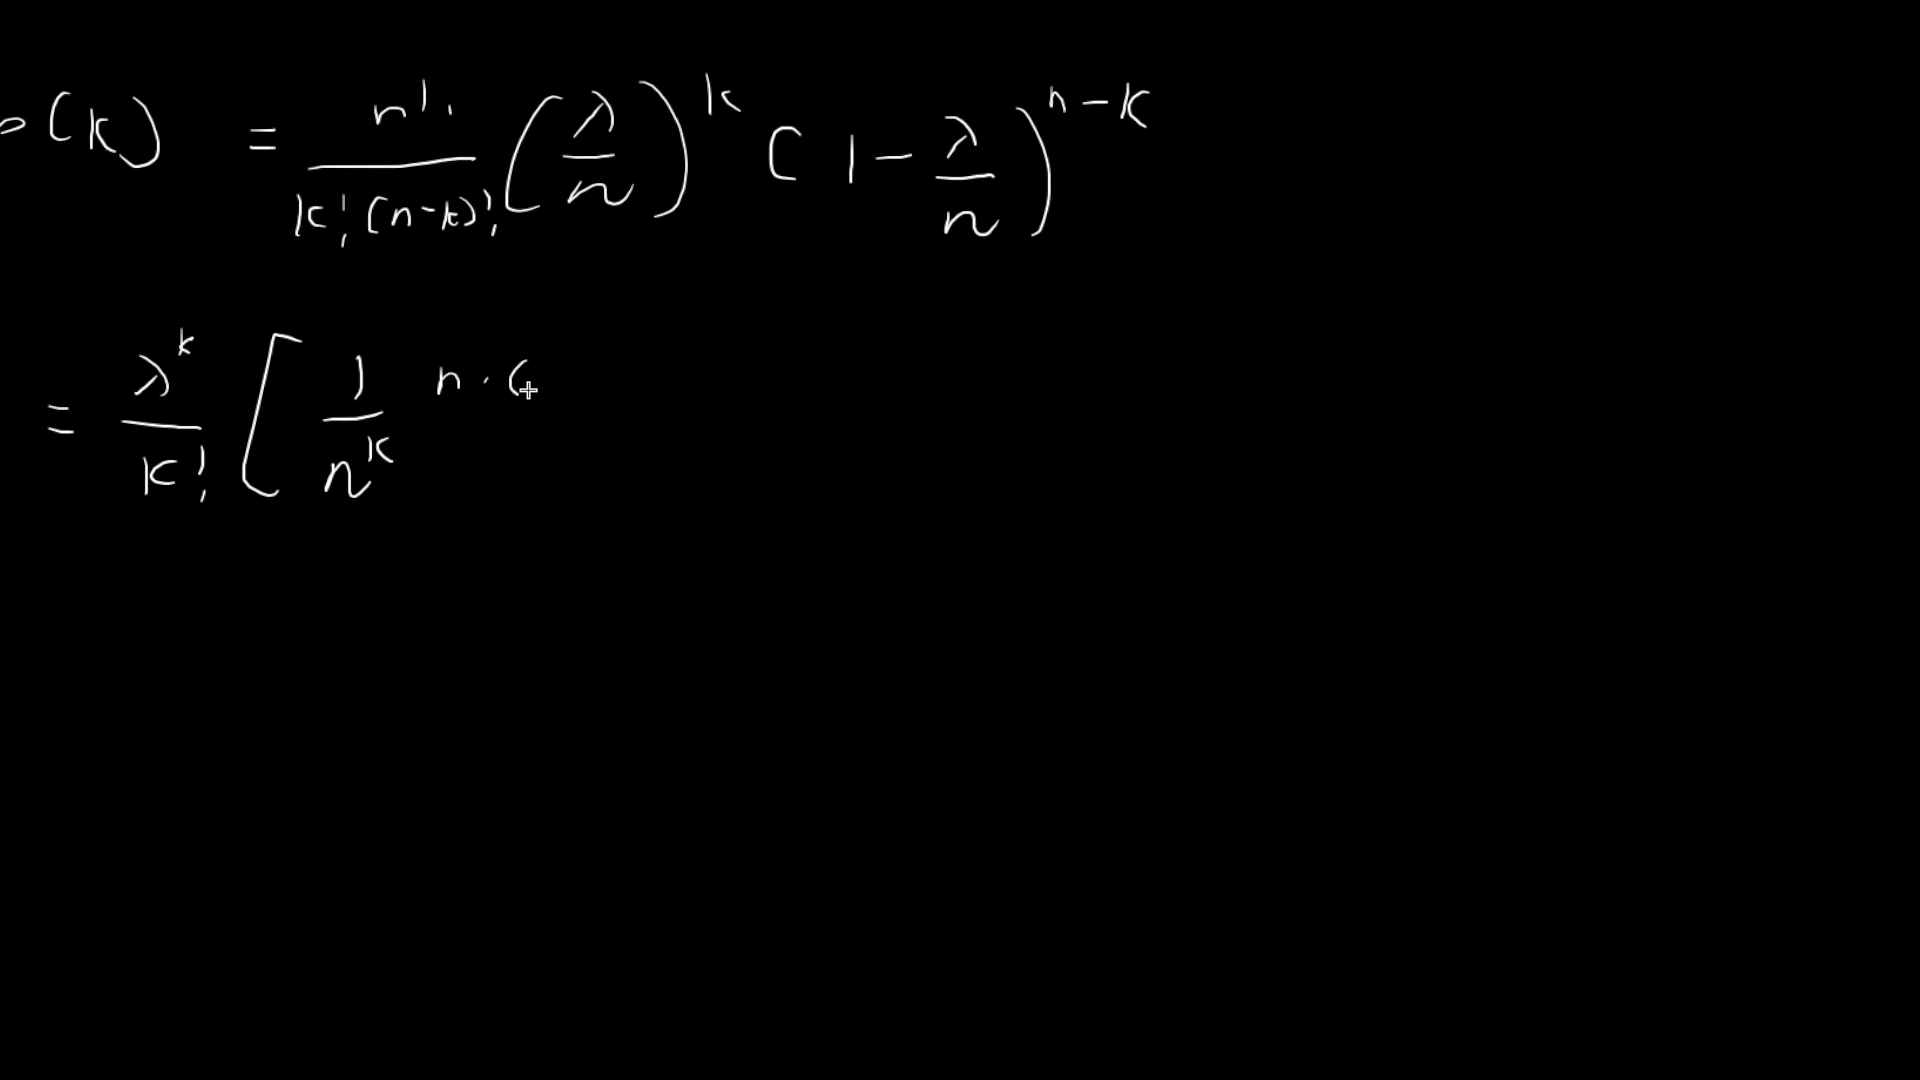 P(k) = n!/(k!(n-k)!) (λ/n)^k (1 - λ/n)^(n-k)
= λ^k/k! [ 1/n^k n · (